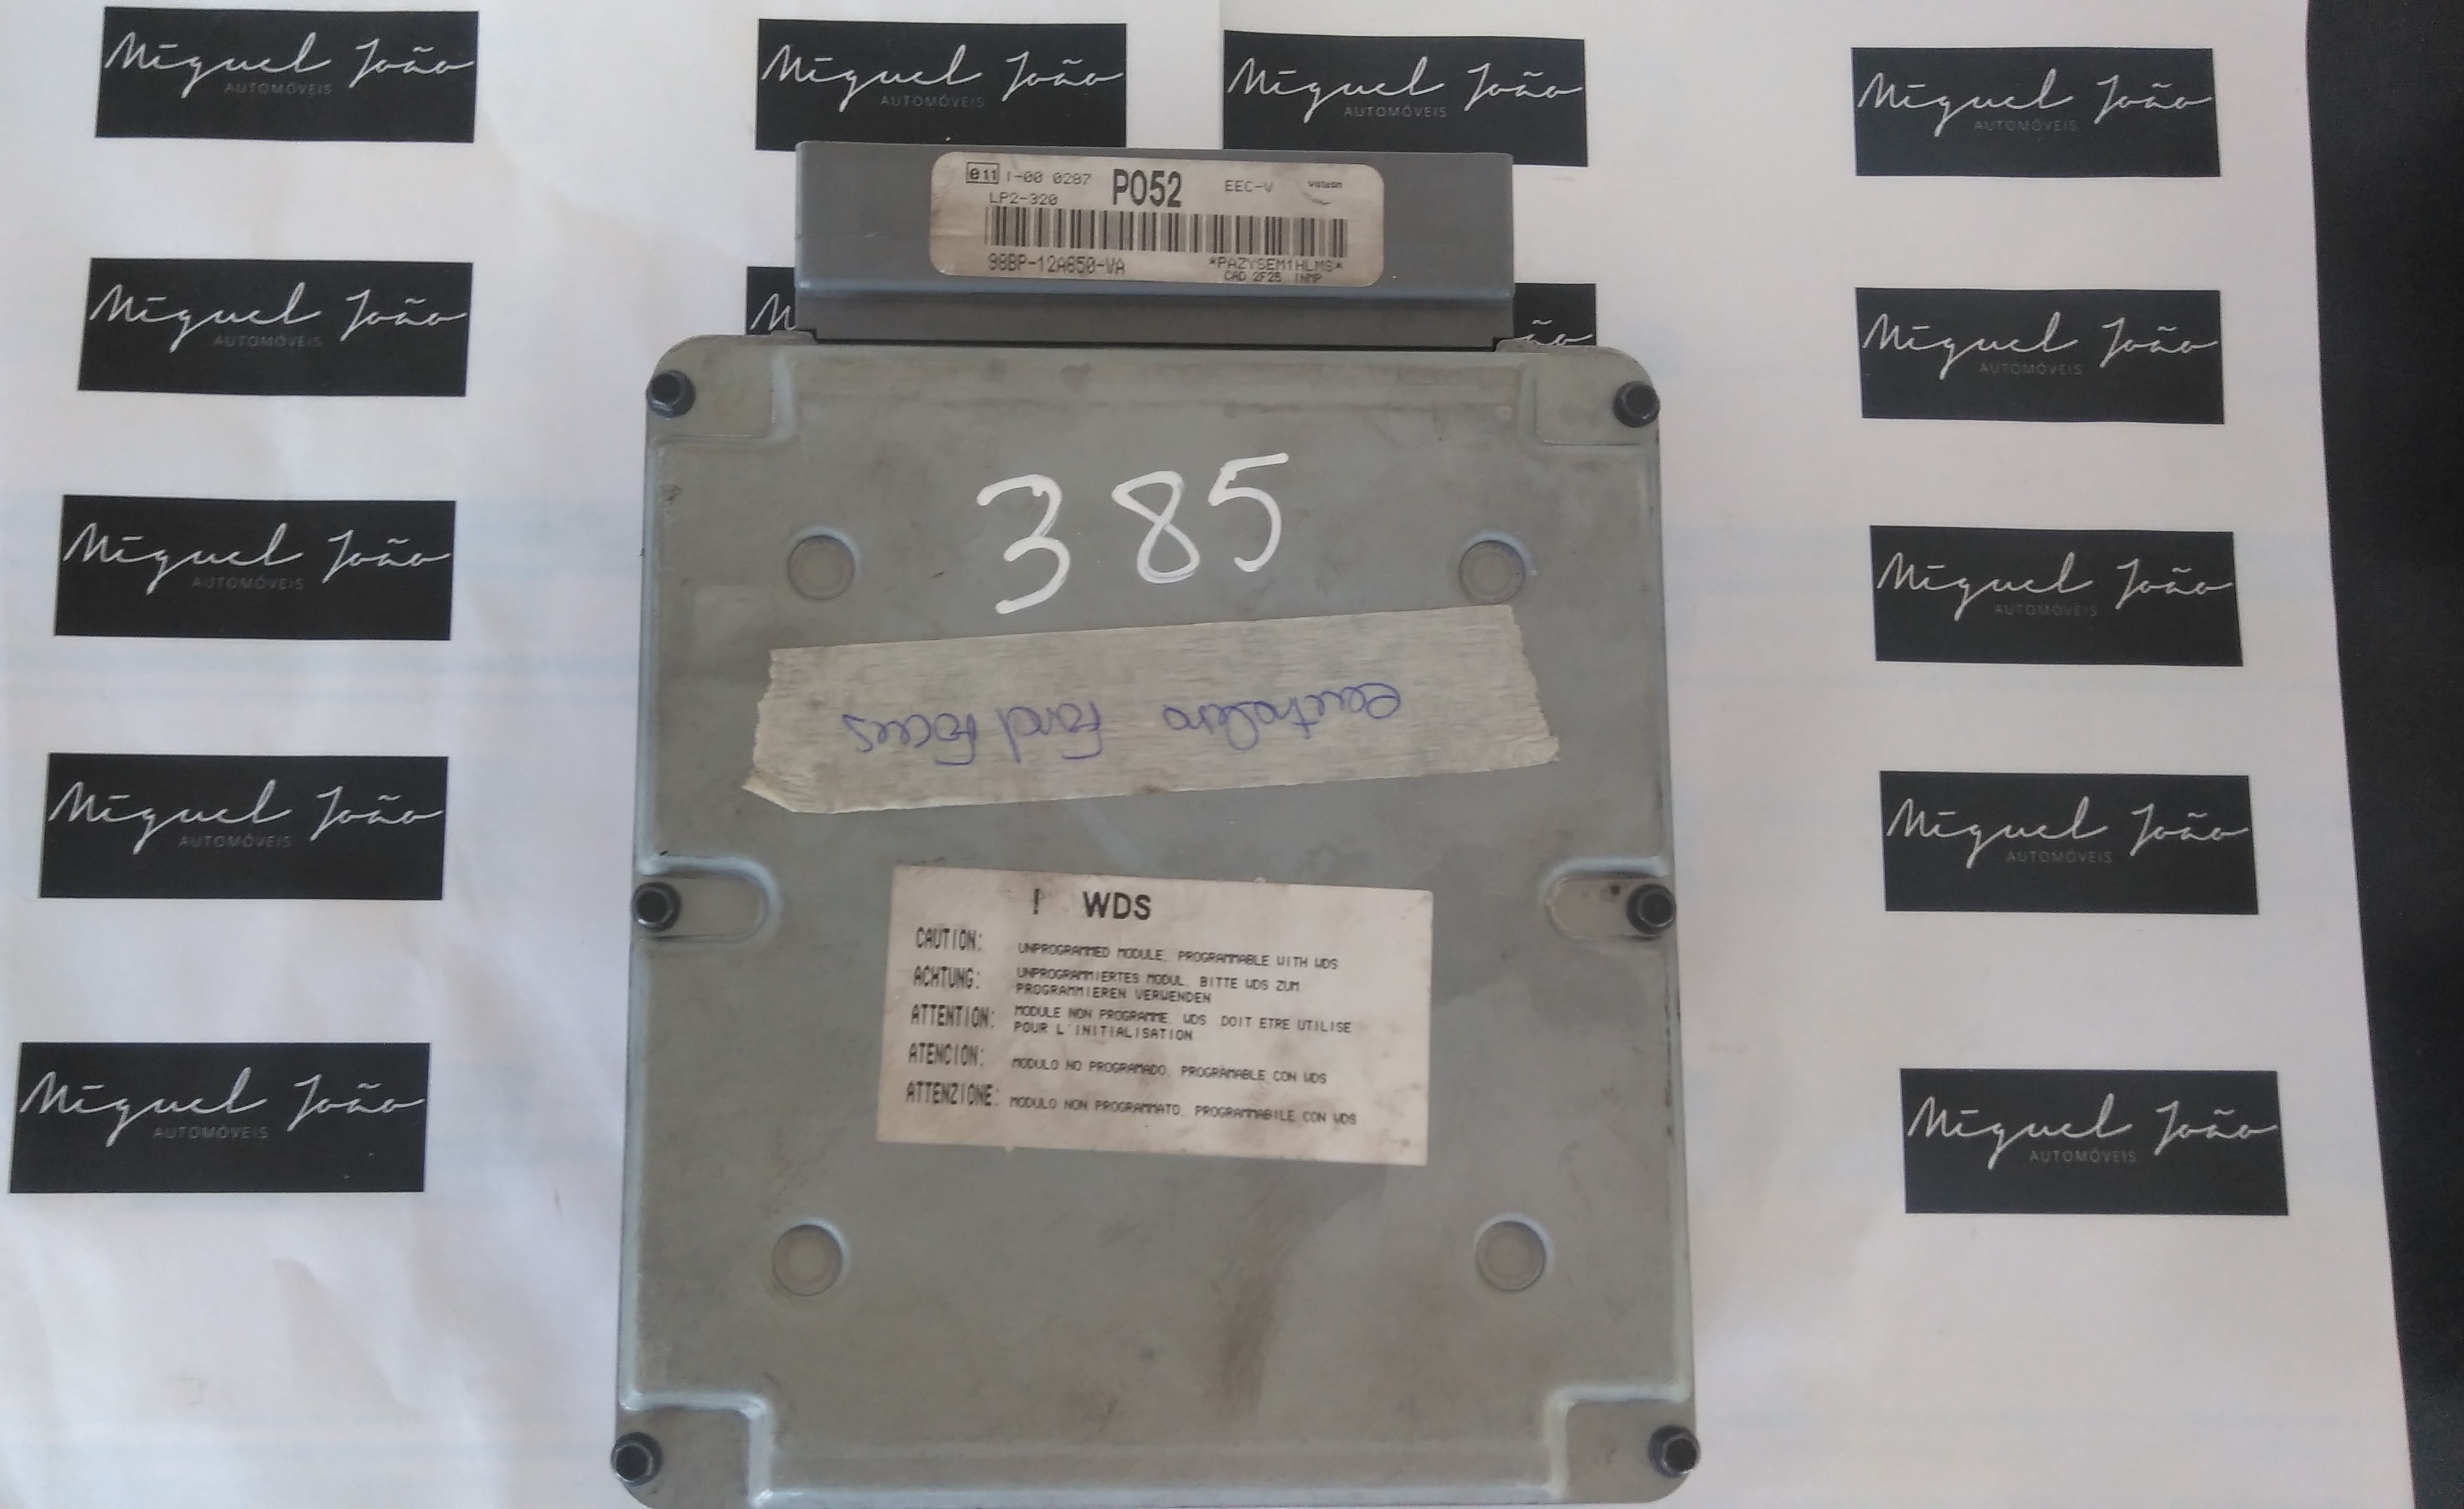 Miguel João
AUTOMÓVEIS
Miguel João
AUTOMÓVEIS
Miguel João
AUTOMÓVEIS
Miguel João
AUTOMÓVEIS
e11 I-00 0287 P052 EEC-V Visteon
LP2-320
98BP-12A650-VA *PAZYSEM1HLMS*
CAD 2F25 INMP
Miguel João
AUTOMÓVEIS
Miguel João
AUTOMÓVEIS
385
Miguel João
AUTOMÓVEIS
Miguel João
AUTOMÓVEIS
Ford Focus
Miguel João
AUTOMÓVEIS
Miguel João
AUTOMÓVEIS
! WDS
CAUTION: UNPROGRAMMED MODULE, PROGRAMMABLE WITH WDS
ACHTUNG: UNPROGRAMMIERTES MODUL, BITTE WDS ZUM
PROGRAMMIEREN VERWENDEN
ATTENTION: MODULE NON PROGRAMME, WDS DOIT ETRE UTILISE
POUR L'INITIALISATION
ATENCION: MODULO NO PROGRAMADO, PROGRAMABLE CON WDS
ATTENZIONE: MODULO NON PROGRAMMATO, PROGRAMMABILE CON WDS
Miguel João
AUTOMÓVEIS
Miguel João
AUTOMÓVEIS